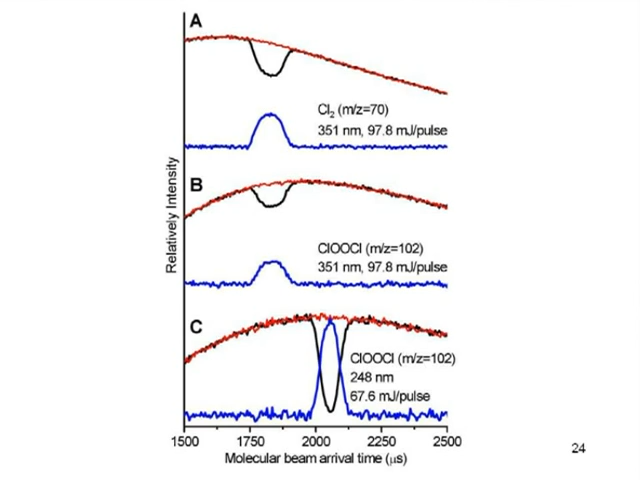 A
Cl₂ (m/z=70)
351 nm, 97.8 mJ/pulse
B
ClOOCl (m/z=102)
351 nm, 97.8 mJ/pulse
C
ClOOCl (m/z=102)
248 nm
67.6 mJ/pulse
Relatively Intensity
1500 1750 2000 2250 2500
Molecular beam arrival time (μs)
24